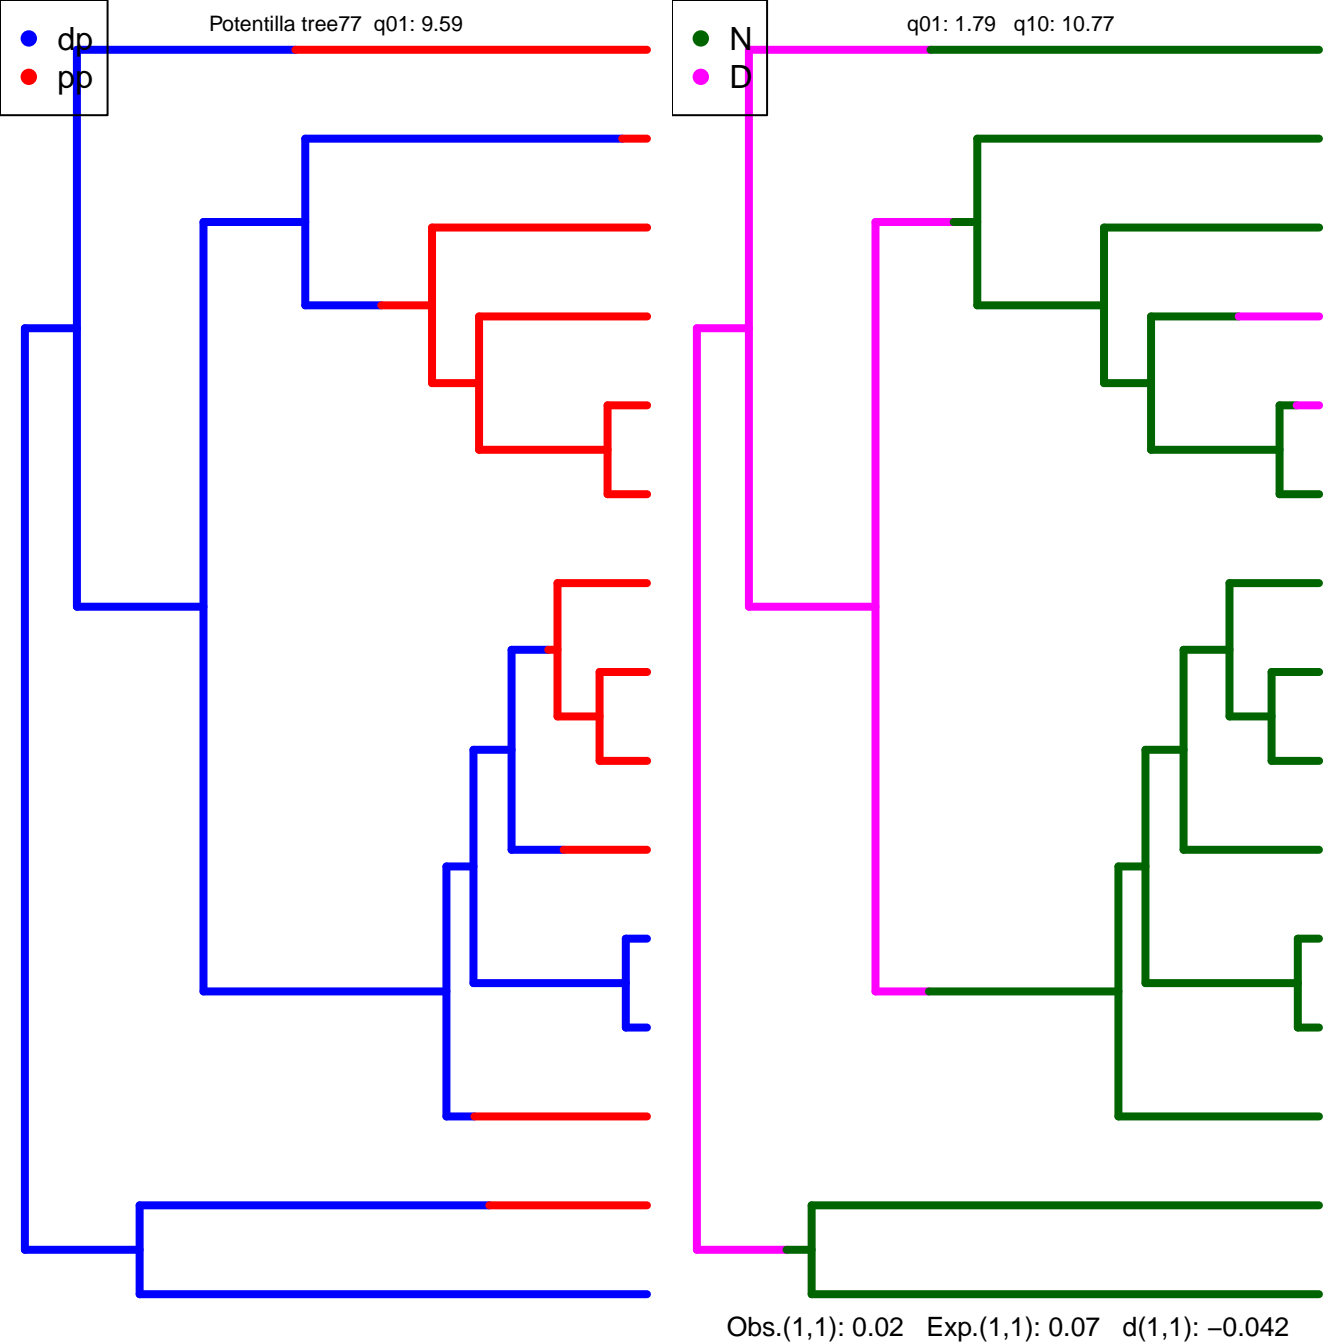 Potentilla tree77 q01: 9.59
dp
pp
q01: 1.79 q10: 10.77
N
D
Obs.(1,1): 0.02 Exp.(1,1): 0.07 d(1,1): −0.042